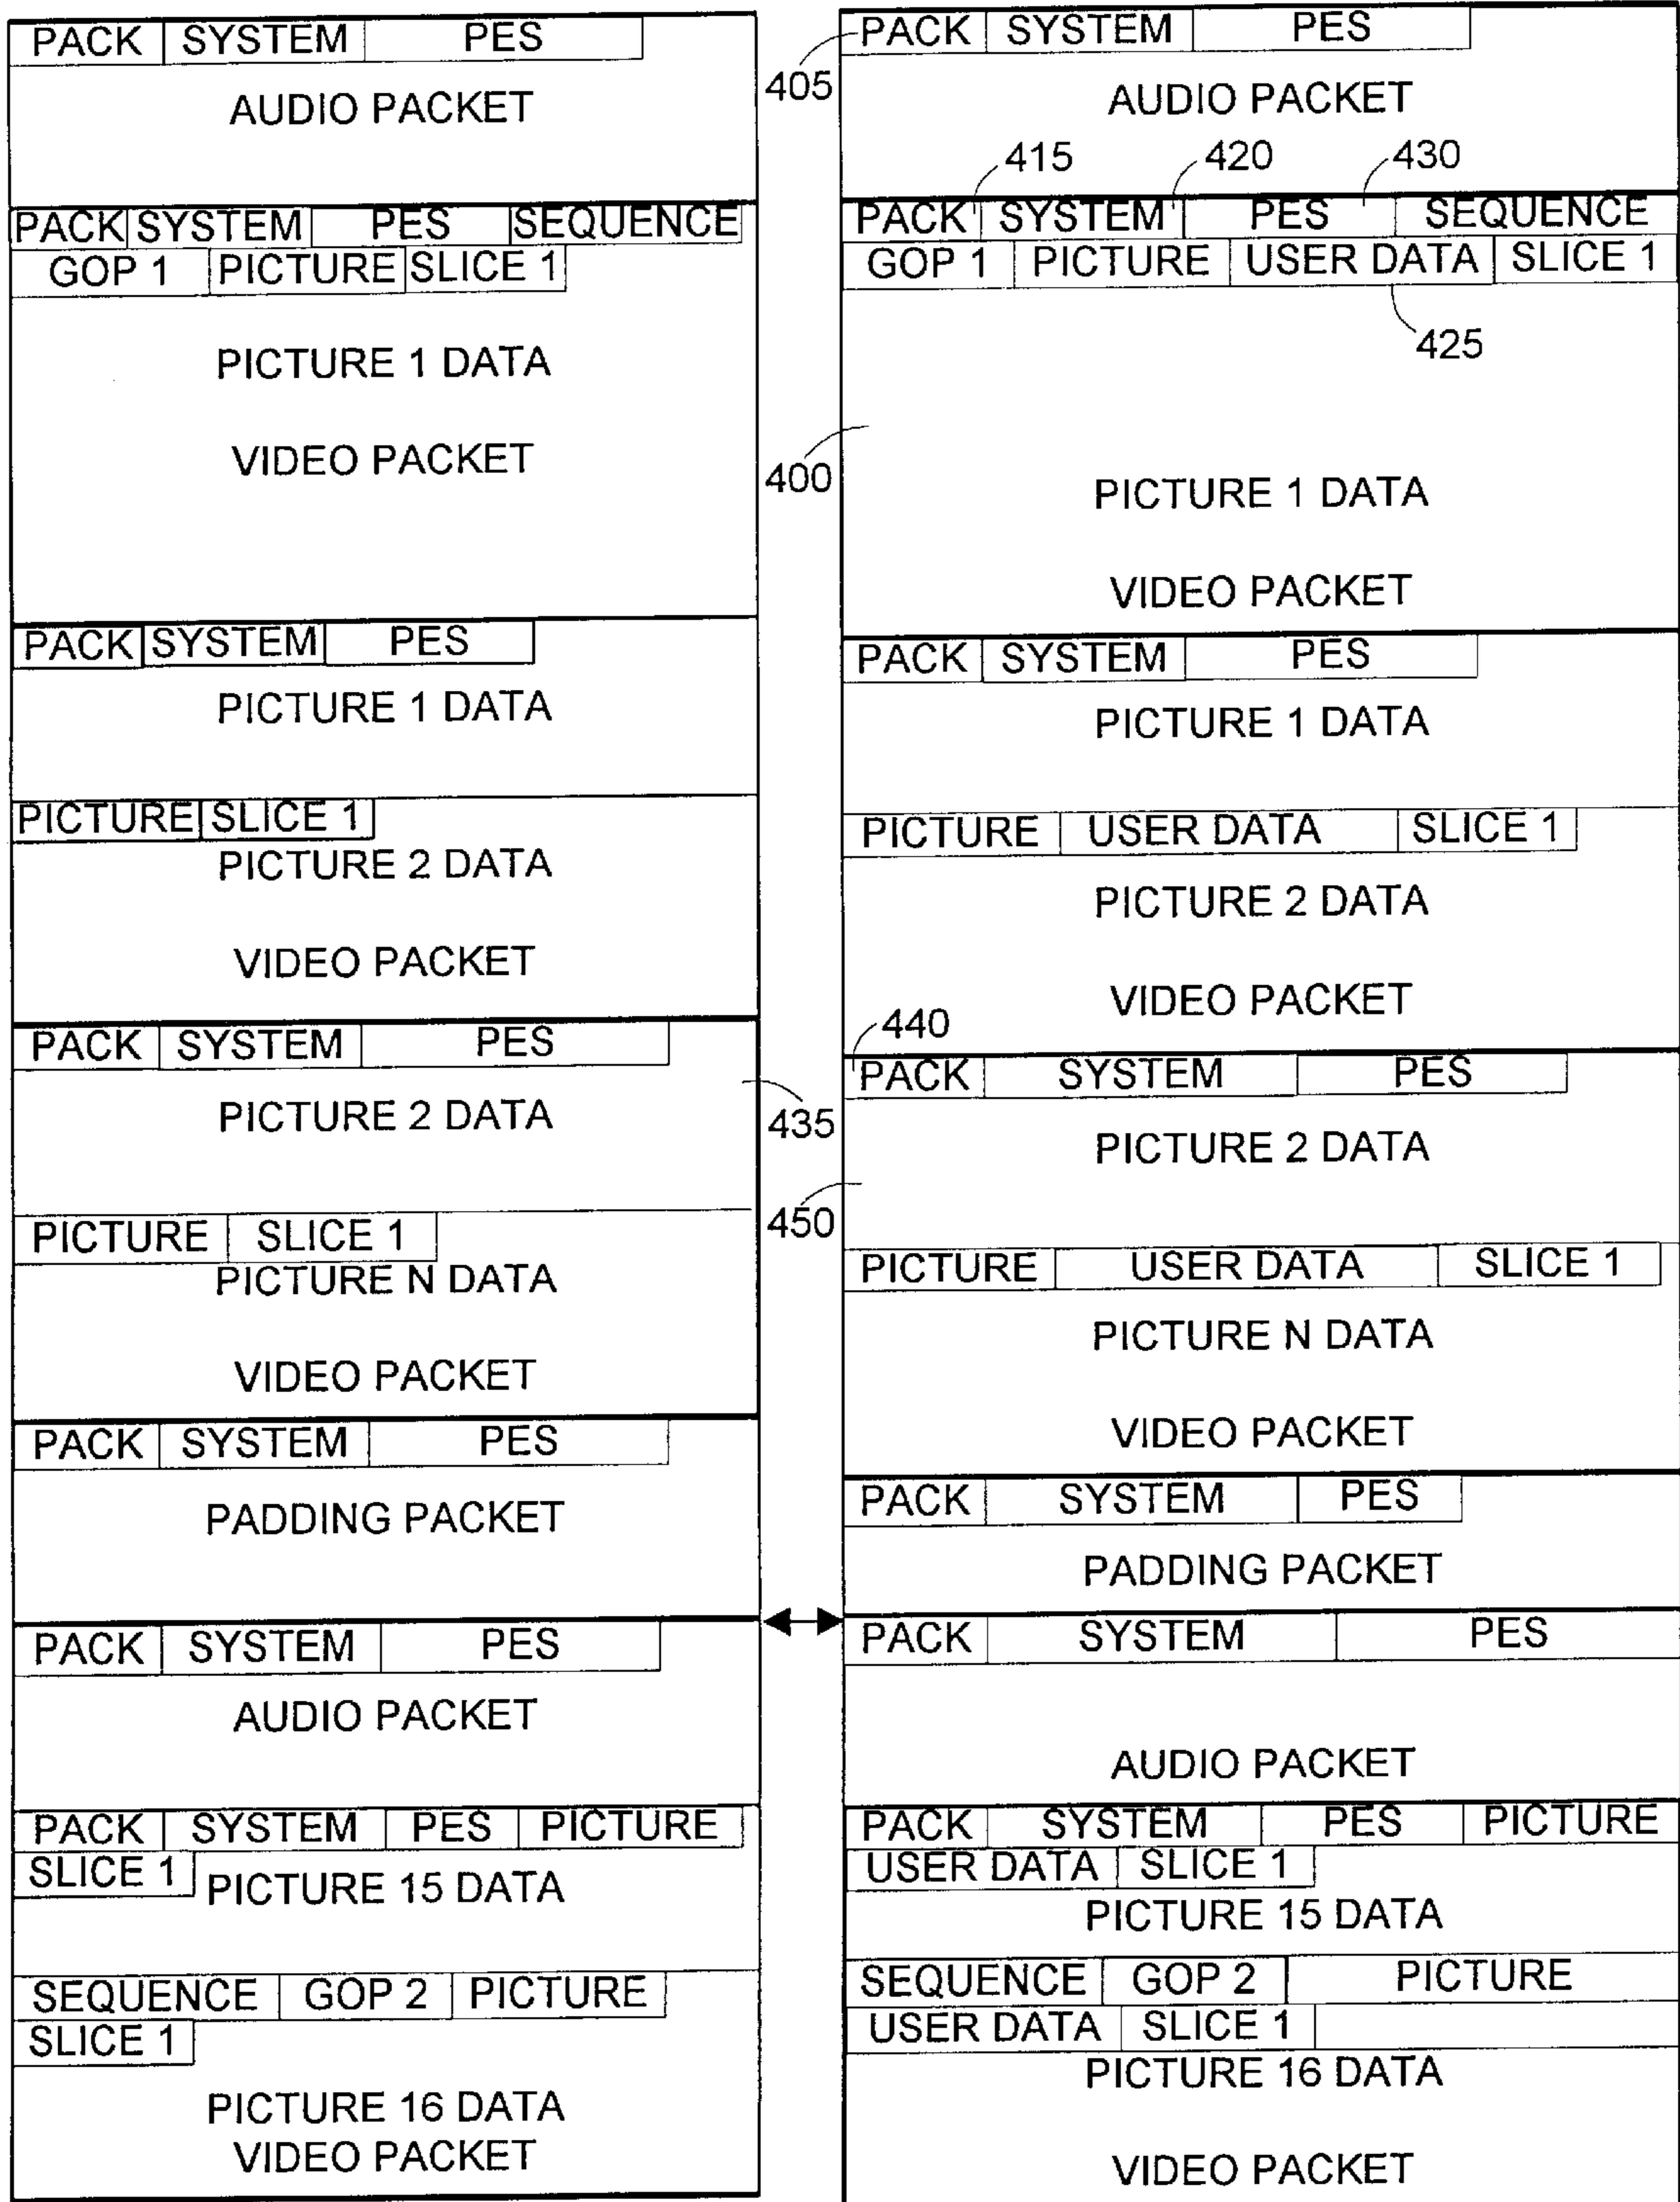 PACK SYSTEM PES
AUDIO PACKET
PACK SYSTEM PES SEQUENCE
GOP 1 PICTURE SLICE 1
PICTURE 1 DATA
VIDEO PACKET
PACK SYSTEM PES
PICTURE 1 DATA
PICTURE SLICE 1
PICTURE 2 DATA
VIDEO PACKET
PACK SYSTEM PES
PICTURE 2 DATA
PICTURE SLICE 1
PICTURE N DATA
VIDEO PACKET
PACK SYSTEM PES
PADDING PACKET
PACK SYSTEM PES
AUDIO PACKET
PACK SYSTEM PES PICTURE
SLICE 1
PICTURE 15 DATA
SEQUENCE GOP 2 PICTURE
SLICE 1
PICTURE 16 DATA
VIDEO PACKET
405
400
435
450
PACK SYSTEM PES
AUDIO PACKET
415 420 430
PACK SYSTEM PES SEQUENCE
GOP 1 PICTURE USER DATA SLICE 1
425
PICTURE 1 DATA
VIDEO PACKET
PACK SYSTEM PES
PICTURE 1 DATA
PICTURE USER DATA SLICE 1
PICTURE 2 DATA
VIDEO PACKET
440
PACK SYSTEM PES
PICTURE 2 DATA
PICTURE USER DATA SLICE 1
PICTURE N DATA
VIDEO PACKET
PACK SYSTEM PES
PADDING PACKET
PACK SYSTEM PES
AUDIO PACKET
PACK SYSTEM PES PICTURE
USER DATA SLICE 1
PICTURE 15 DATA
SEQUENCE GOP 2 PICTURE
USER DATA SLICE 1
PICTURE 16 DATA
VIDEO PACKET